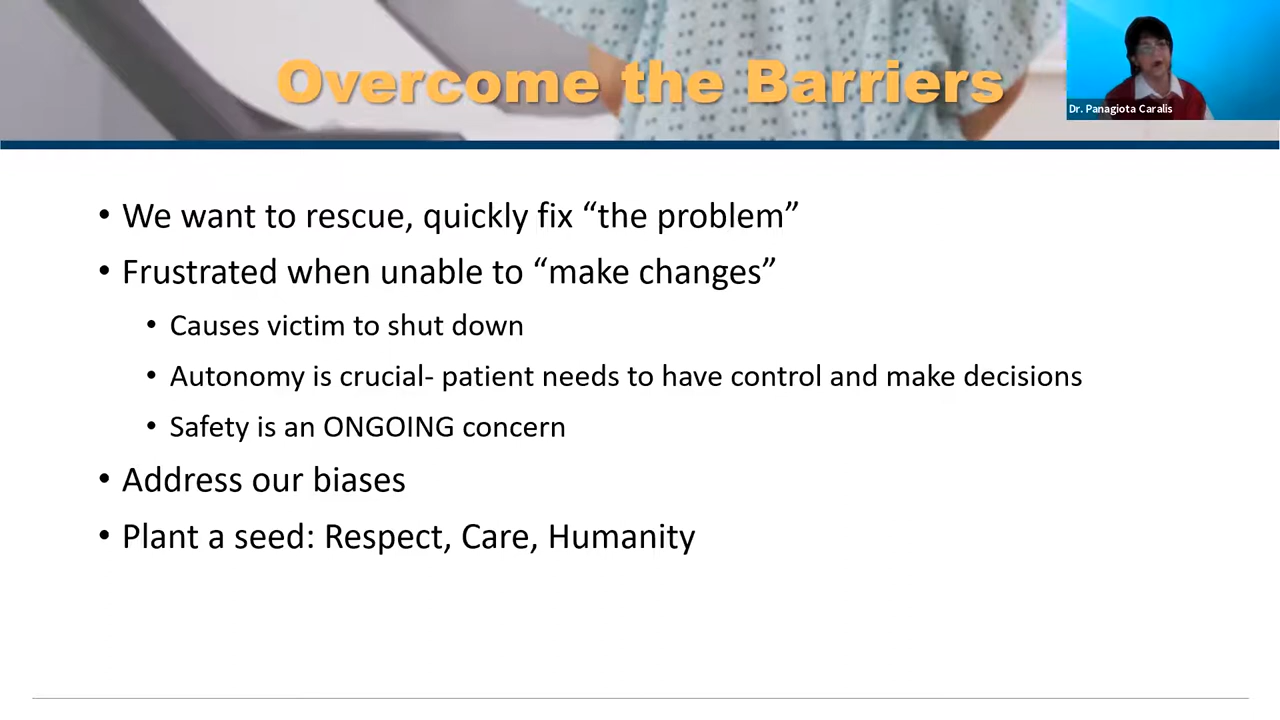 Overcome the Barriers
Dr. Panagiota Caralis
• We want to rescue, quickly fix “the problem”
• Frustrated when unable to “make changes”
• Causes victim to shut down
• Autonomy is crucial- patient needs to have control and make decisions
• Safety is an ONGOING concern
• Address our biases
• Plant a seed: Respect, Care, Humanity